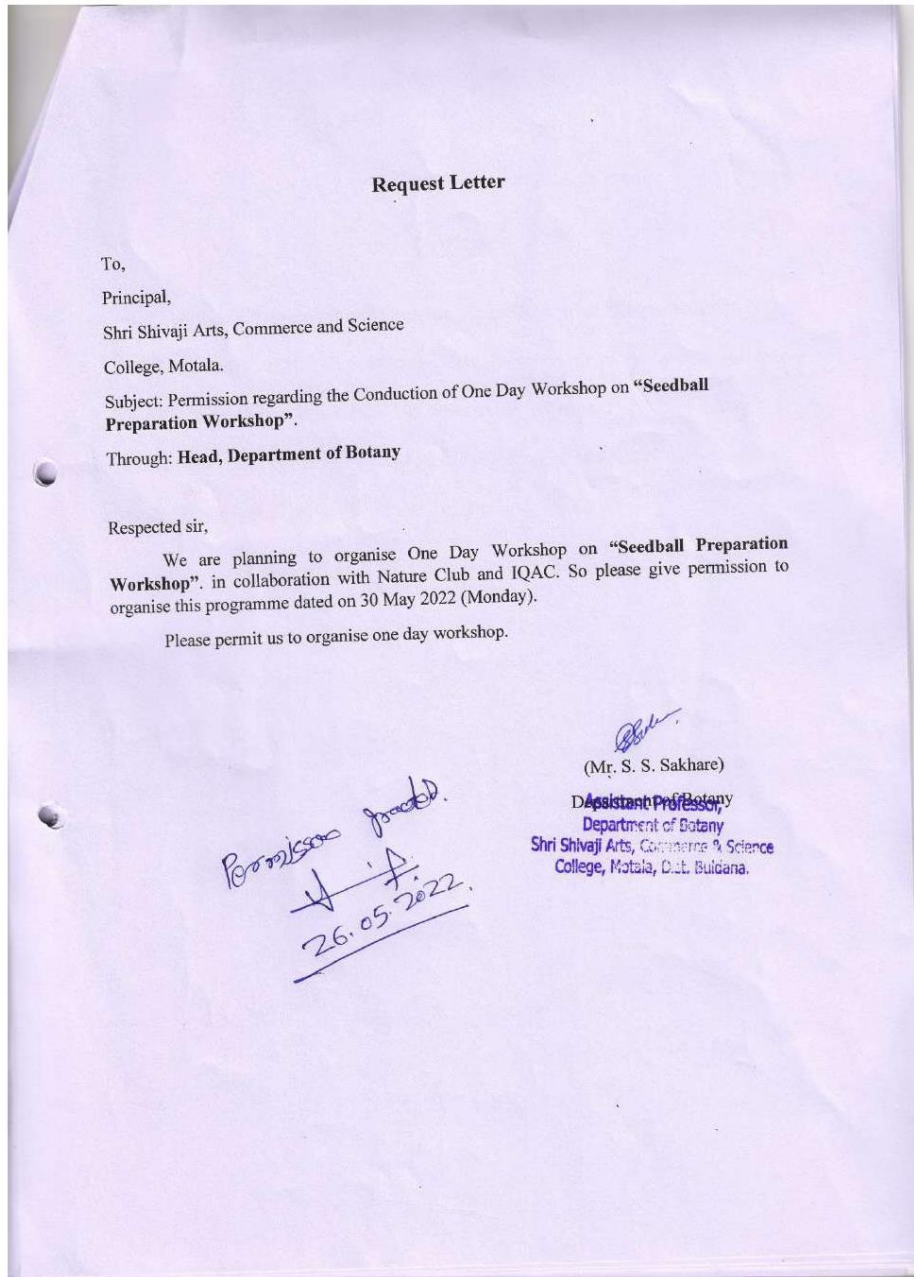 Request Letter
To,
Principal,
Shri Shivaji Arts, Commerce and Science
College, Motala.
Subject: Permission regarding the Conduction of One Day Workshop on “Seedball
Preparation Workshop”.
Through: Head, Department of Botany
Respected sir,
We are planning to organise One Day Workshop on “Seedball Preparation
Workshop”. in collaboration with Nature Club and IQAC. So please give permission to
organise this programme dated on 30 May 2022 (Monday).
Please permit us to organise one day workshop.
(Mr. S. S. Sakhare)
Department of Botany
Assistant Professor,
Department of Botany
Shri Shivaji Arts, Commerce & Science
College, Motala, Dist. Buldana.
Permission granted.
26.05.2022.